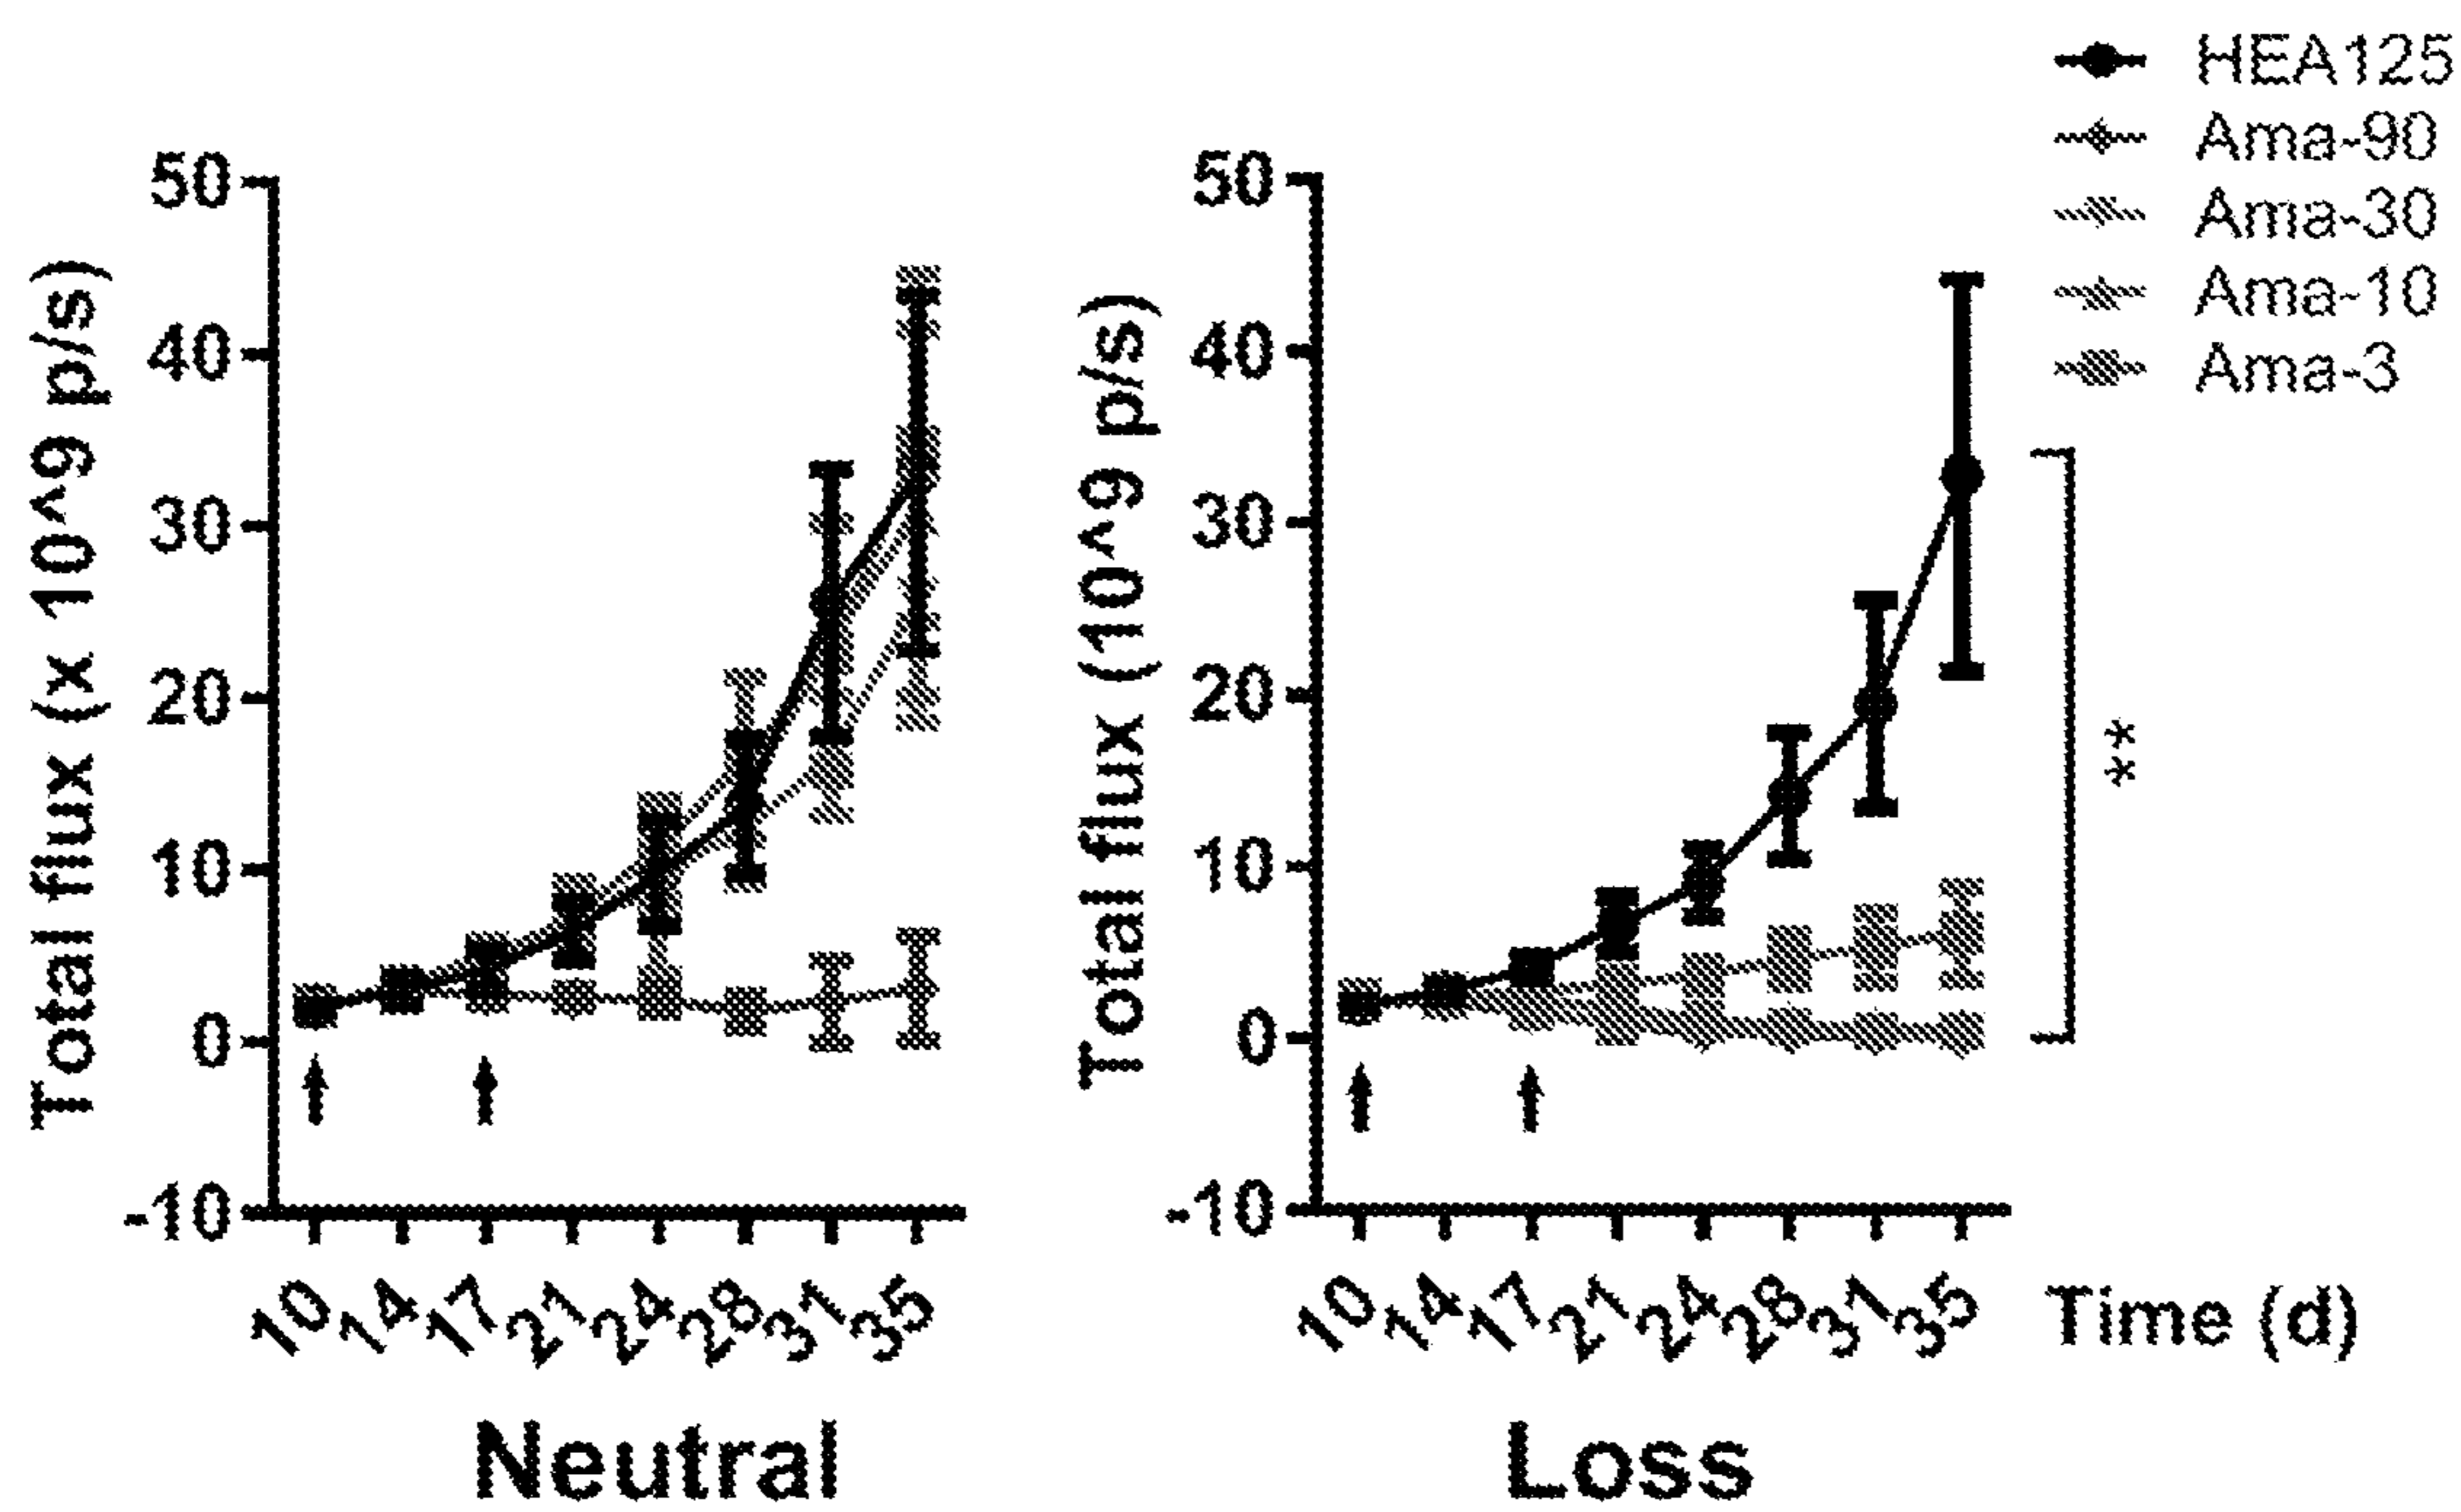 HEA125
Ama-90
Ama-30
Ama-10
Ama-3
Total flux (x 10^9 p/s)
50
40
30
20
10
0
-10
10 14 17 21 24 28 31 35
Neutral
Total flux (10^9 p/s)
50
40
30
20
10
0
-10
10 14 17 21 24 28 31 35
Time (d)
Loss
**